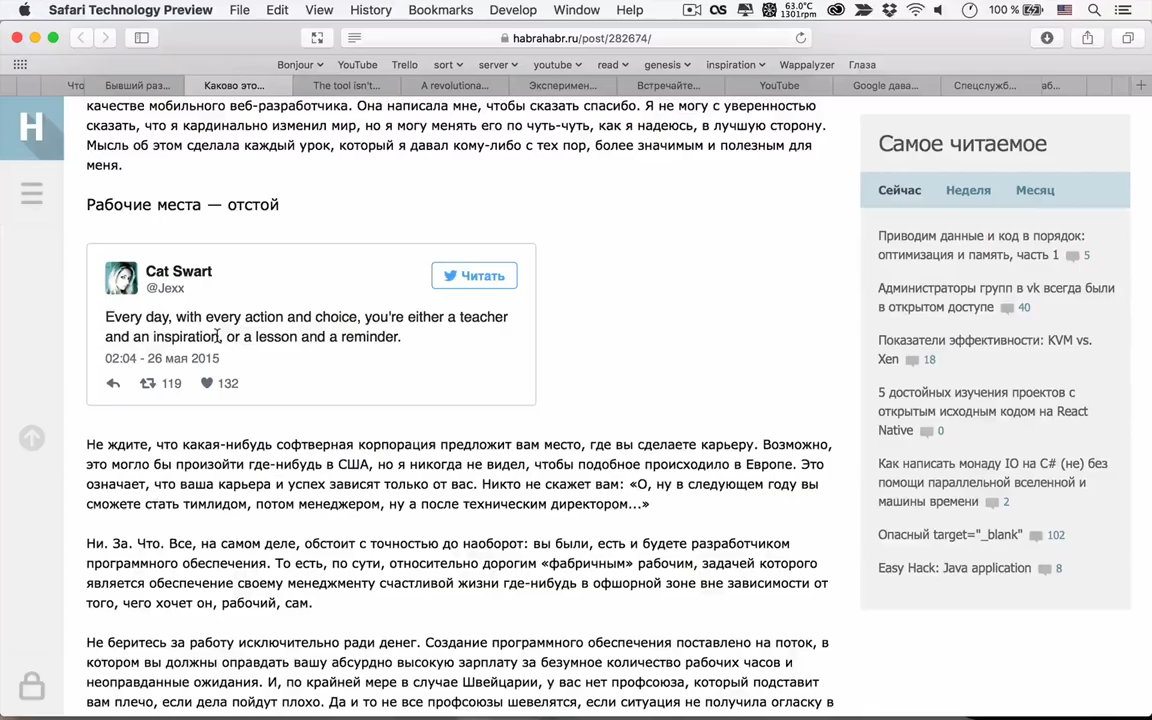 Safari Technology Preview File Edit View History Bookmarks Develop Window Help 63.0°C 1301rpm 100 %
habrahabr.ru/post/282674/
Bonjour YouTube Trello sort server youtube read genesis inspiration Wappalyzer Глаза
Что Бывший раз... Каково это... The tool isn't... A revolutiona... Эксперимен... Встречайте... YouTube Google дава... Спецслужб... аб...
качестве мобильного веб-разработчика. Она написала мне, чтобы сказать спасибо. Я не могу с уверенностью
сказать, что я кардинально изменил мир, но я могу менять его по чуть-чуть, как я надеюсь, в лучшую сторону.
Мысль об этом сделала каждый урок, который я давал кому-либо с тех пор, более значимым и полезным для
меня.
Рабочие места — отстой
Cat Swart
@Jexx
Читать
Every day, with every action and choice, you're either a teacher
and an inspiration, or a lesson and a reminder.
02:04 - 26 мая 2015
119 132
Не ждите, что какая-нибудь софтверная корпорация предложит вам место, где вы сделаете карьеру. Возможно,
это могло бы произойти где-нибудь в США, но я никогда не видел, чтобы подобное происходило в Европе. Это
означает, что ваша карьера и успех зависят только от вас. Никто не скажет вам: «О, ну в следующем году вы
сможете стать тимлидом, потом менеджером, ну а после техническим директором...»
Ни. За. Что. Все, на самом деле, обстоит с точностью до наоборот: вы были, есть и будете разработчиком
программного обеспечения. То есть, по сути, относительно дорогим «фабричным» рабочим, задачей которого
является обеспечение своему менеджменту счастливой жизни где-нибудь в офшорной зоне вне зависимости от
того, чего хочет он, рабочий, сам.
Не беритесь за работу исключительно ради денег. Создание программного обеспечения поставлено на поток, в
котором вы должны оправдать вашу абсурдно высокую зарплату за безумное количество рабочих часов и
неоправданные ожидания. И, по крайней мере в случае Швейцарии, у вас нет профсоюза, который подставит
вам плечо, если дела пойдут плохо. Да и то не все профсоюзы шевелятся, если ситуация не получила огласку в
H
Самое читаемое
Сейчас Неделя Месяц
Приводим данные и код в порядок:
оптимизация и память, часть 1 5
Администраторы групп в vk всегда были
в открытом доступе 40
Показатели эффективности: KVM vs.
Xen 18
5 достойных изучения проектов с
открытым исходным кодом на React
Native 0
Как написать монаду IO на C# (не) без
помощи параллельной вселенной и
машины времени 2
Опасный target="_blank" 102
Easy Hack: Java application 8